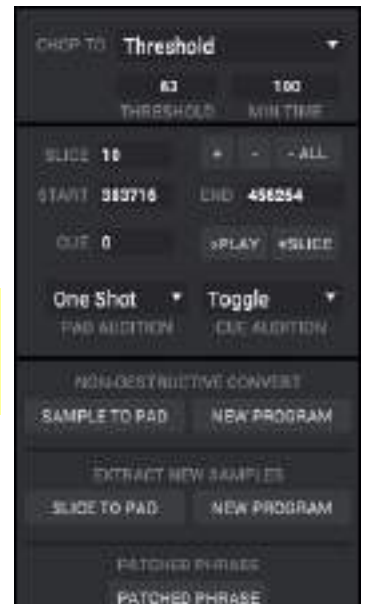 CHOP TO Threshold
63 100
THRESHOLD MIN TIME
SLICE 16 + - - ALL
START 383716 END 456254
CUE 0 >PLAY +SLICE
One Shot Toggle
PAD AUDITION CUE AUDITION
NON-DESTRUCTIVE CONVERT
SAMPLE TO PAD NEW PROGRAM
EXTRACT NEW SAMPLES
SLICE TO PAD NEW PROGRAM
PATCHED PHRASE
PATCHED PHRASE